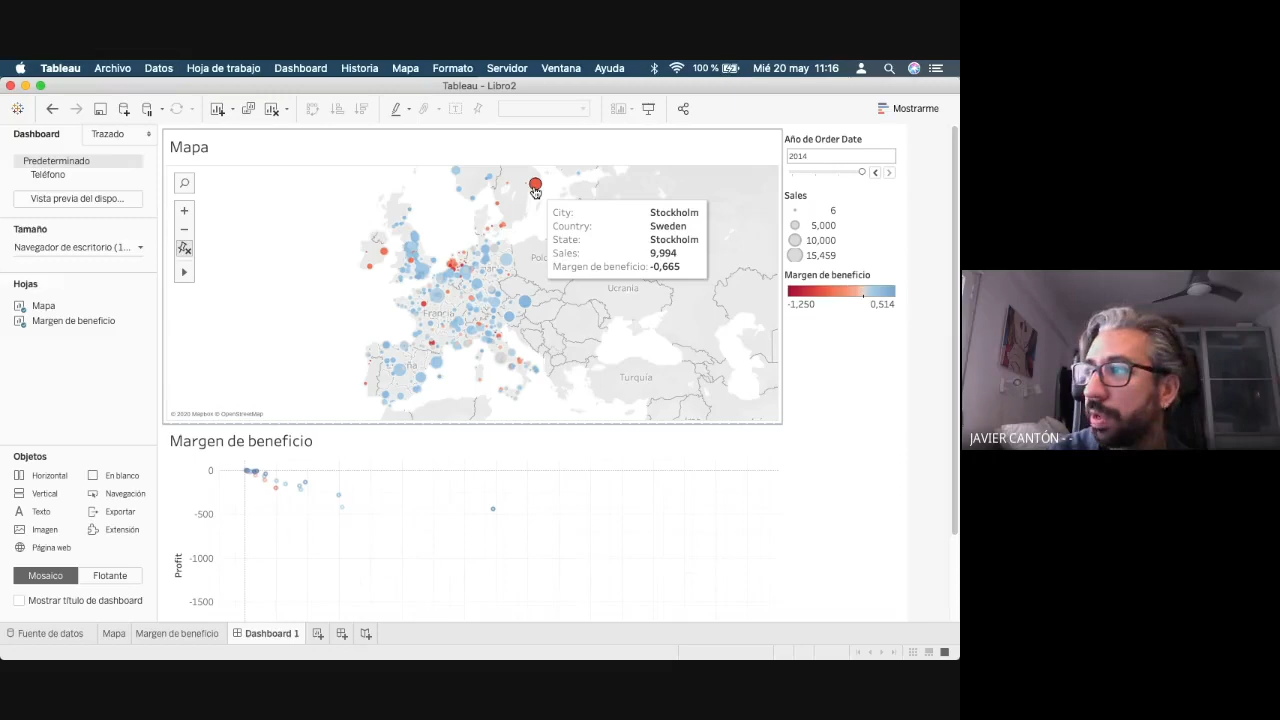 Tableau Archivo Datos Hoja de trabajo Dashboard Historia Mapa Formato Servidor Ventana Ayuda 100 % Mié 20 may 11:16
Tableau - Libro2
Mostrarme
Dashboard Trazado
Predeterminado
Teléfono
Vista previa del dispo...
Tamaño
Navegador de escritorio (1...
Hojas
Mapa
Margen de beneficio
Objetos
Horizontal En blanco
Vertical Navegación
Texto Exportar
Imagen Extensión
Página web
Mosaico Flotante
Mostrar título de dashboard
Mapa
City: Stockholm
Country: Sweden
State: Stockholm
Sales: 9,994
Margen de beneficio: -0,665
Ucrania
Francia
Turquía
© 2020 Mapbox © OpenStreetMap
Margen de beneficio
0
-500
-1000
-1500
Profit
Año de Order Date
2014
Sales
6
5,000
10,000
15,459
Margen de beneficio
-1,250 0,514
JAVIER CANTÓN - -
Fuente de datos Mapa Margen de beneficio Dashboard 1